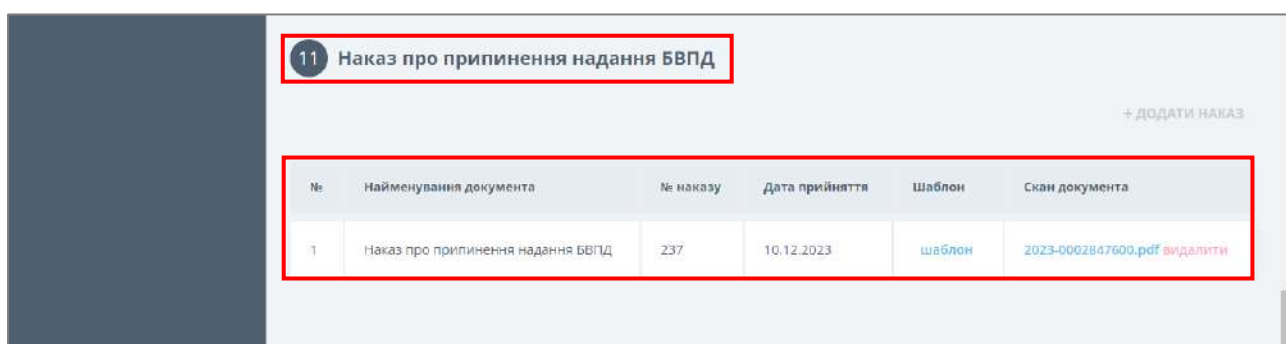 11 Наказ про припинення надання БВПД
+ ДОДАТИ НАКАЗ
№ Найменування документа № наказу Дата прийняття Шаблон Скан документа
1 Наказ про припинення надання БВПД 237 10.12.2023 шаблон 2023-0002847600.pdf видалити